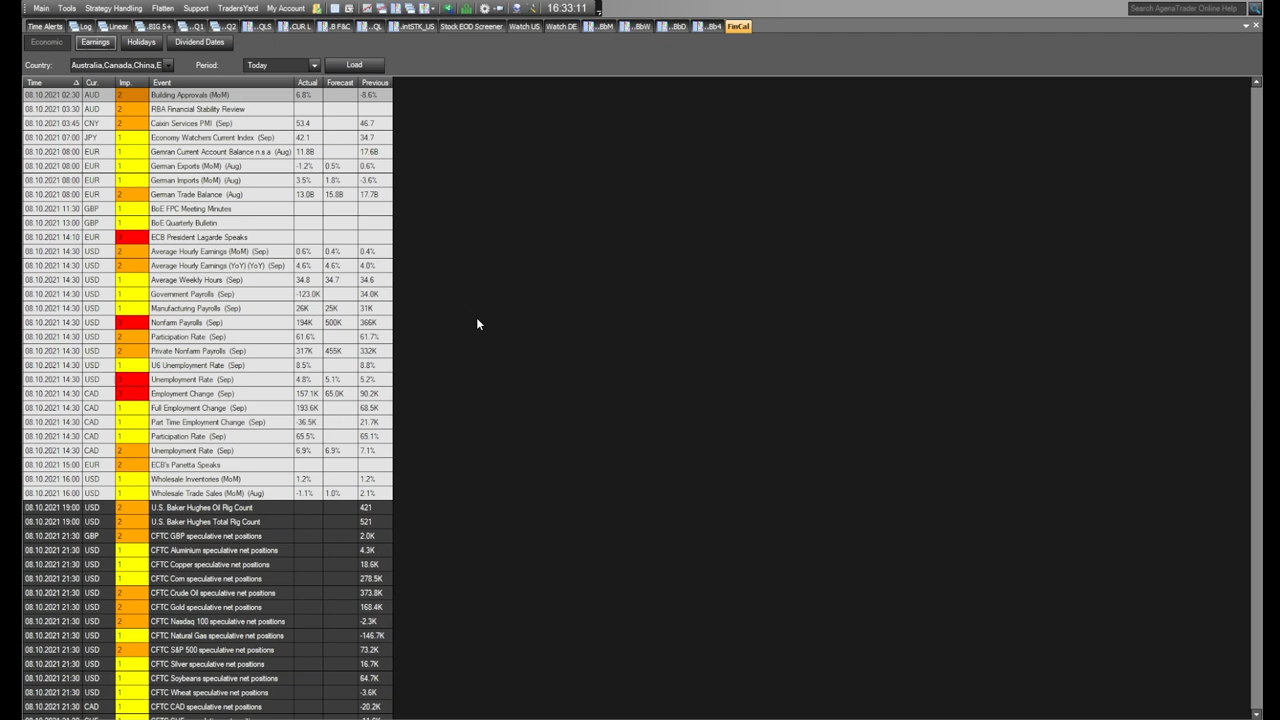 Main Tools Strategy Handling Flatten Support TradersYard My Account 16:33:11 Search AgenaTrader Online Help
Time Alerts Log Linear .BIG 5+ ..Q1 ..Q2 ..QLS ..CUR L .B F&C ..QL .intSTK_US Stock EOD Screener Watch US Watch DE ..BbM ..BbW ..BbD ..Bb4 FinCal
Economic Earnings Holidays Dividend Dates
Country: Australia,Canada,China,E Period: Today Load
Time Cur. Imp. Event Actual Forecast Previous
08.10.2021 02:30 AUD 2 Building Approvals (MoM) 6.8% -8.6%
08.10.2021 03:30 AUD 2 RBA Financial Stability Review
08.10.2021 03:45 CNY 2 Caixin Services PMI (Sep) 53.4 46.7
08.10.2021 07:00 JPY 1 Economy Watchers Current Index (Sep) 42.1 34.7
08.10.2021 08:00 EUR 1 Gemran Current Account Balance n.s.a (Aug) 11.8B 17.6B
08.10.2021 08:00 EUR 1 German Exports (MoM) (Aug) -1.2% 0.5% 0.6%
08.10.2021 08:00 EUR 1 German Imports (MoM) (Aug) 3.5% 1.8% -3.6%
08.10.2021 08:00 EUR 2 German Trade Balance (Aug) 13.0B 15.8B 17.7B
08.10.2021 11:30 GBP 1 BoE FPC Meeting Minutes
08.10.2021 13:00 GBP 1 BoE Quarterly Bulletin
08.10.2021 14:10 EUR ECB President Lagarde Speaks
08.10.2021 14:30 USD 2 Average Hourly Earnings (MoM) (Sep) 0.6% 0.4% 0.4%
08.10.2021 14:30 USD 2 Average Hourly Earnings (YoY) (YoY) (Sep) 4.6% 4.6% 4.0%
08.10.2021 14:30 USD 1 Average Weekly Hours (Sep) 34.8 34.7 34.6
08.10.2021 14:30 USD 1 Government Payrolls (Sep) -123.0K 34.0K
08.10.2021 14:30 USD 1 Manufacturing Payrolls (Sep) 26K 25K 31K
08.10.2021 14:30 USD Nonfarm Payrolls (Sep) 194K 500K 366K
08.10.2021 14:30 USD 2 Participation Rate (Sep) 61.6% 61.7%
08.10.2021 14:30 USD 2 Private Nonfarm Payrolls (Sep) 317K 455K 332K
08.10.2021 14:30 USD 1 U6 Unemployment Rate (Sep) 8.5% 8.8%
08.10.2021 14:30 USD Unemployment Rate (Sep) 4.8% 5.1% 5.2%
08.10.2021 14:30 CAD Employment Change (Sep) 157.1K 65.0K 90.2K
08.10.2021 14:30 CAD 1 Full Employment Change (Sep) 193.6K 68.5K
08.10.2021 14:30 CAD 1 Part Time Employment Change (Sep) -36.5K 21.7K
08.10.2021 14:30 CAD 1 Participation Rate (Sep) 65.5% 65.1%
08.10.2021 14:30 CAD 2 Unemployment Rate (Sep) 6.9% 6.9% 7.1%
08.10.2021 15:00 EUR 2 ECB's Panetta Speaks
08.10.2021 16:00 USD 1 Wholesale Inventories (MoM) 1.2% 1.2%
08.10.2021 16:00 USD 1 Wholesale Trade Sales (MoM) (Aug) -1.1% 1.0% 2.1%
08.10.2021 19:00 USD 2 U.S. Baker Hughes Oil Rig Count 421
08.10.2021 19:00 USD 2 U.S. Baker Hughes Total Rig Count 521
08.10.2021 21:30 GBP 2 CFTC GBP speculative net positions 2.0K
08.10.2021 21:30 USD 1 CFTC Aluminium speculative net positions 4.3K
08.10.2021 21:30 USD 1 CFTC Copper speculative net positions 18.6K
08.10.2021 21:30 USD 1 CFTC Corn speculative net positions 278.5K
08.10.2021 21:30 USD 2 CFTC Crude Oil speculative net positions 373.8K
08.10.2021 21:30 USD 2 CFTC Gold speculative net positions 168.4K
08.10.2021 21:30 USD 2 CFTC Nasdaq 100 speculative net positions -2.3K
08.10.2021 21:30 USD 1 CFTC Natural Gas speculative net positions -146.7K
08.10.2021 21:30 USD 2 CFTC S&P 500 speculative net positions 73.2K
08.10.2021 21:30 USD 1 CFTC Silver speculative net positions 16.7K
08.10.2021 21:30 USD 1 CFTC Soybeans speculative net positions 64.7K
08.10.2021 21:30 USD 1 CFTC Wheat speculative net positions -3.6K
08.10.2021 21:30 CAD 1 CFTC CAD speculative net positions -20.2K